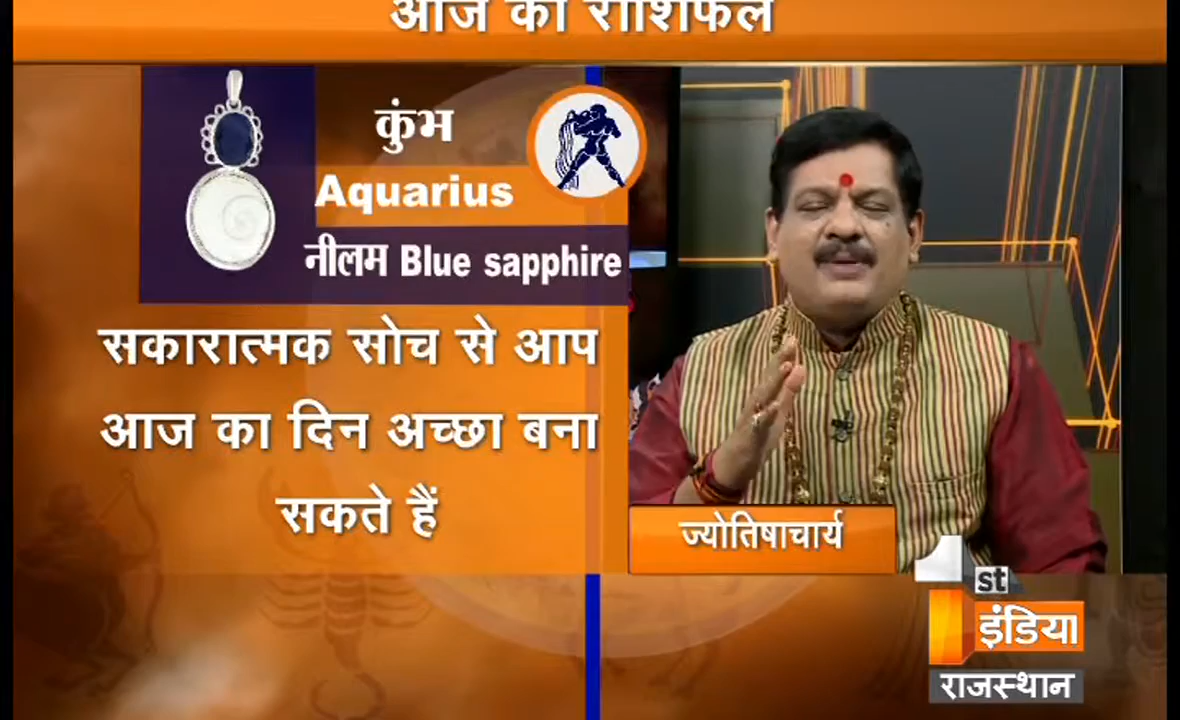 आज का राशिफल
कुंभ
Aquarius
नीलम Blue sapphire
सकारात्मक सोच से आप
आज का दिन अच्छा बना
सकते हैं
ज्योतिषाचार्य
1st
इंडिया
राजस्थान